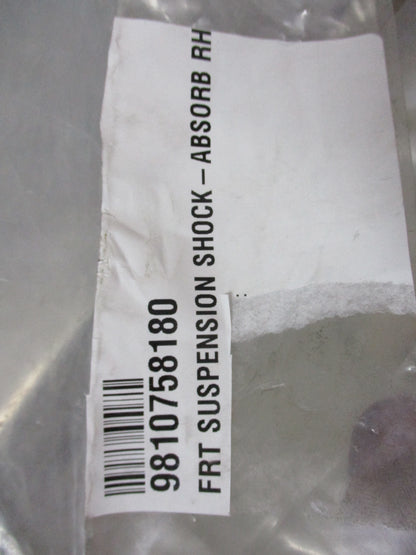 9810758180
FRT SUSPENSION SHOCK-ABSORB RH